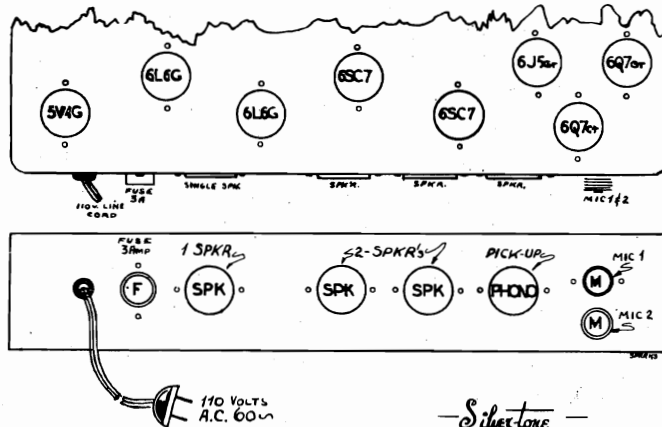 5V4G
6L6G
6L6G
6SC7
6SC7
6J5GT
6Q7GT
6Q7GT
110V. LINE CORD
FUSE 3A
SINGLE SPK
SPKR.
SPKR.
SPKR.
MIC 1 & 2
FUSE 3AMP
1 SPKR
2-SPKR's
PICK-UP
MIC 1
MIC 2
F
SPK
SPK
SPK
PHONO
M
M
110 VOLTS
A.C. 60~
—Silvertone—